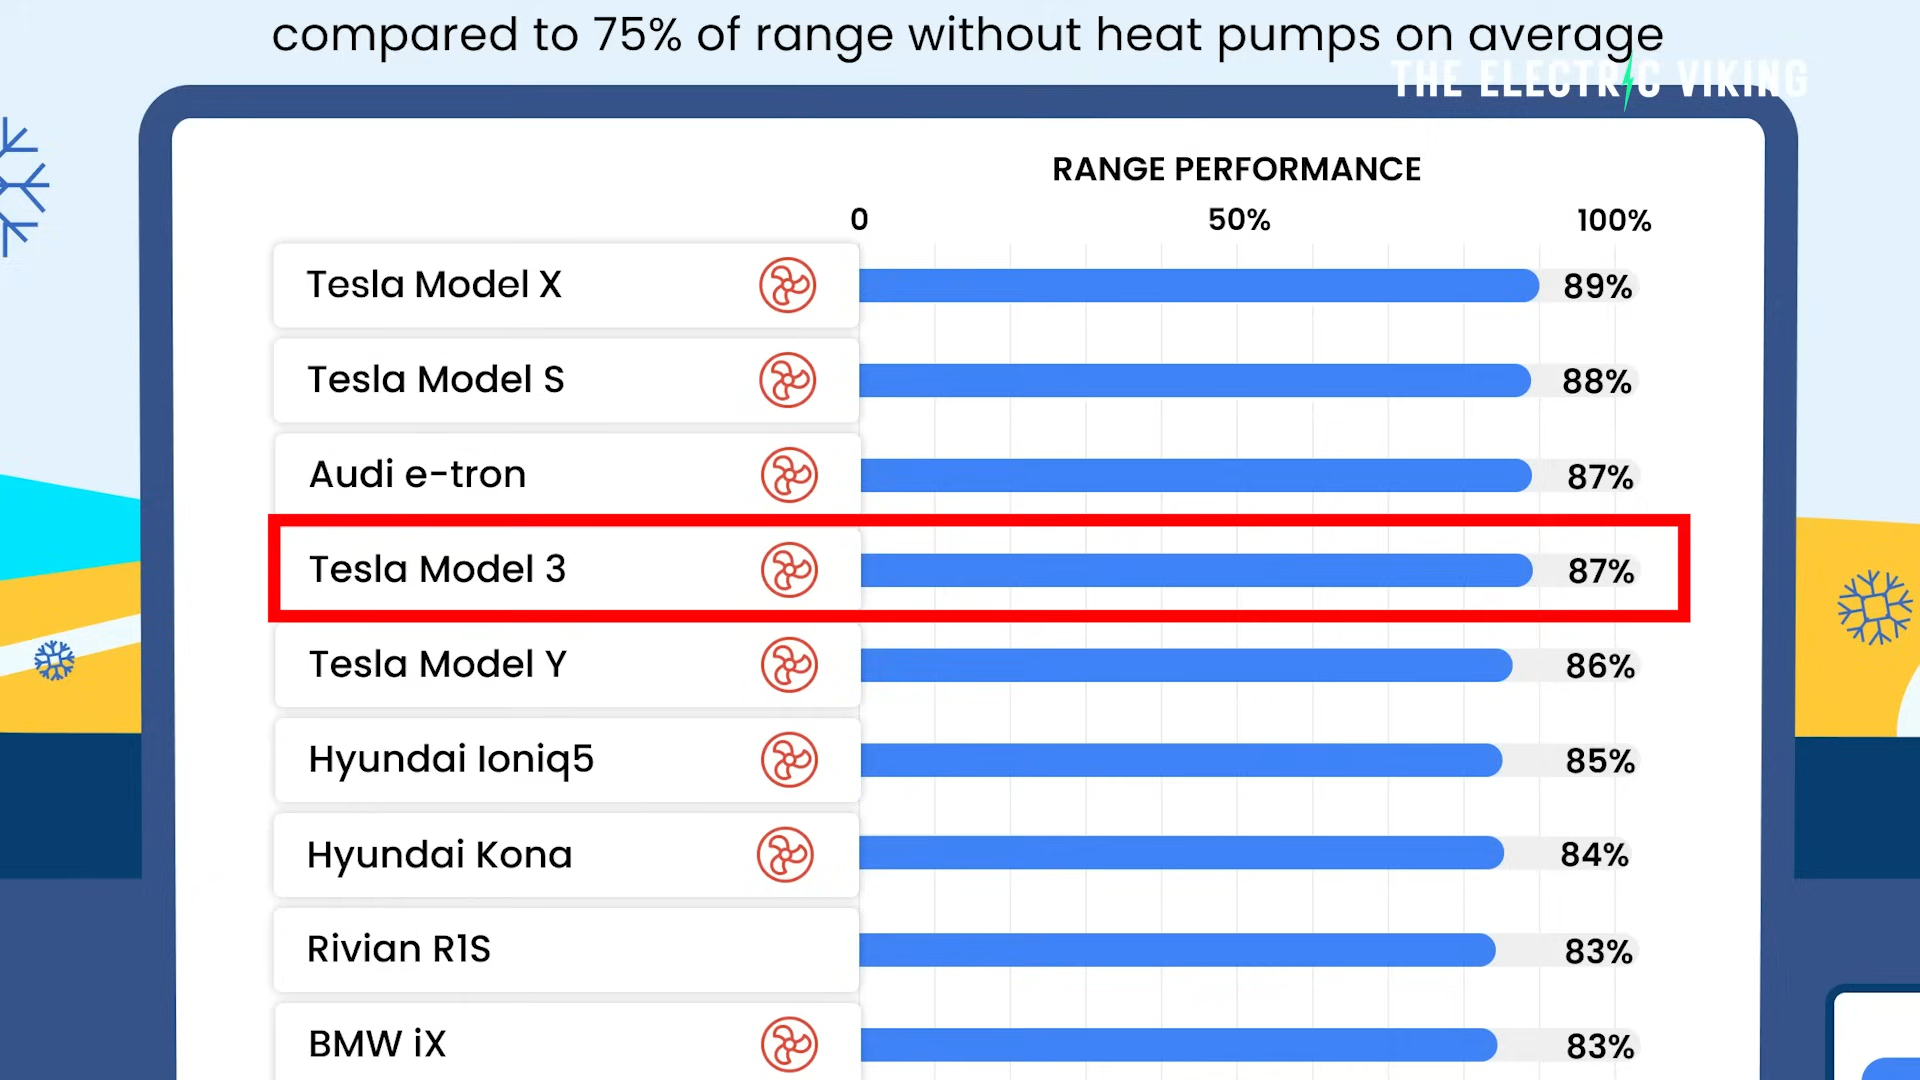 compared to 75% of range without heat pumps on average
THE ELECTRIC VIKING
RANGE PERFORMANCE
0 50% 100%
Tesla Model X 89%
Tesla Model S 88%
Audi e-tron 87%
Tesla Model 3 87%
Tesla Model Y 86%
Hyundai Ioniq5 85%
Hyundai Kona 84%
Rivian R1S 83%
BMW iX 83%